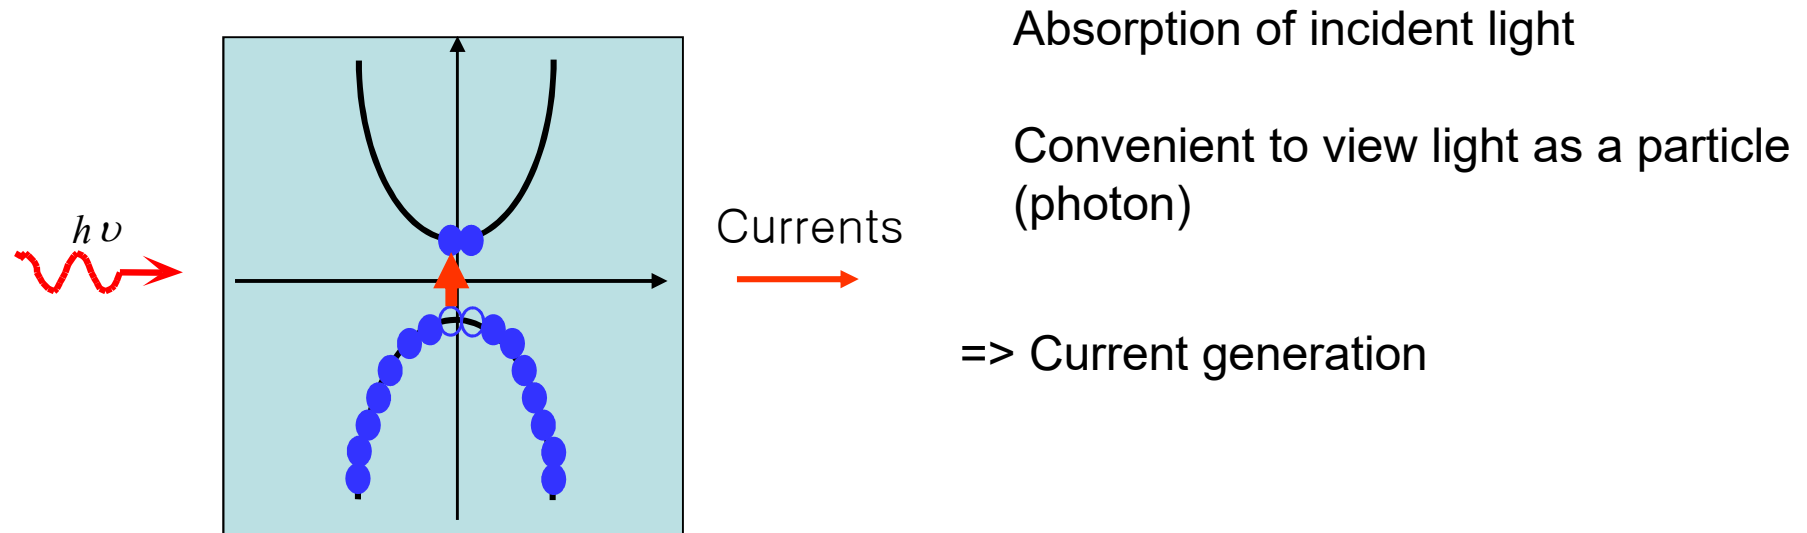 Absorption of incident light
Convenient to view light as a particle
(photon)
hυ
Currents
=> Current generation